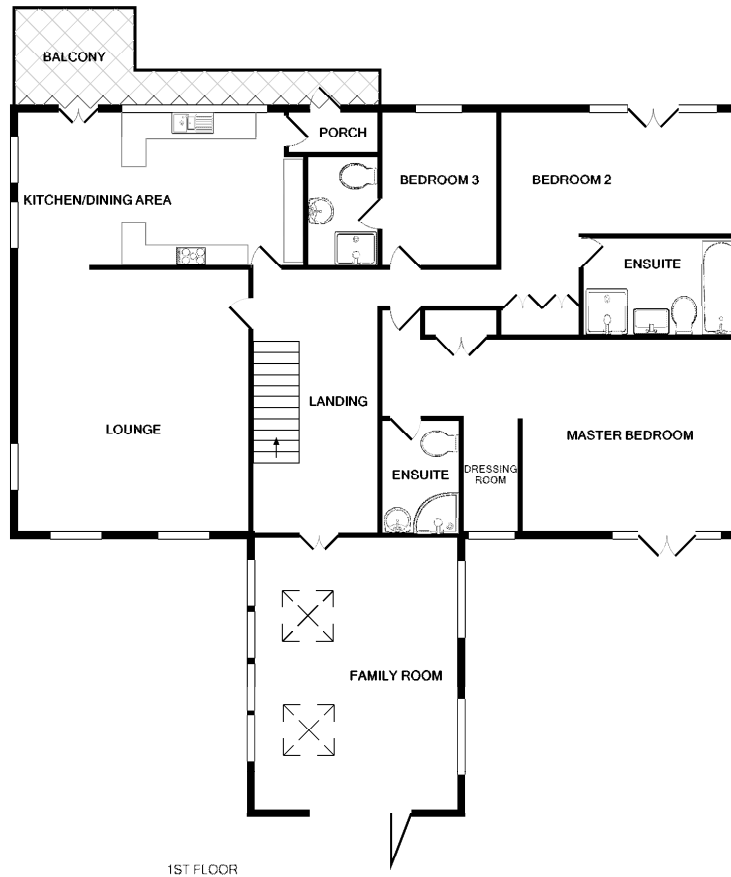 BALCONY
PORCH
BEDROOM 3
BEDROOM 2
KITCHEN/DINING AREA
ENSUITE
LANDING
LOUNGE
MASTER BEDROOM
ENSUITE
DRESSING
ROOM
FAMILY ROOM
1ST FLOOR